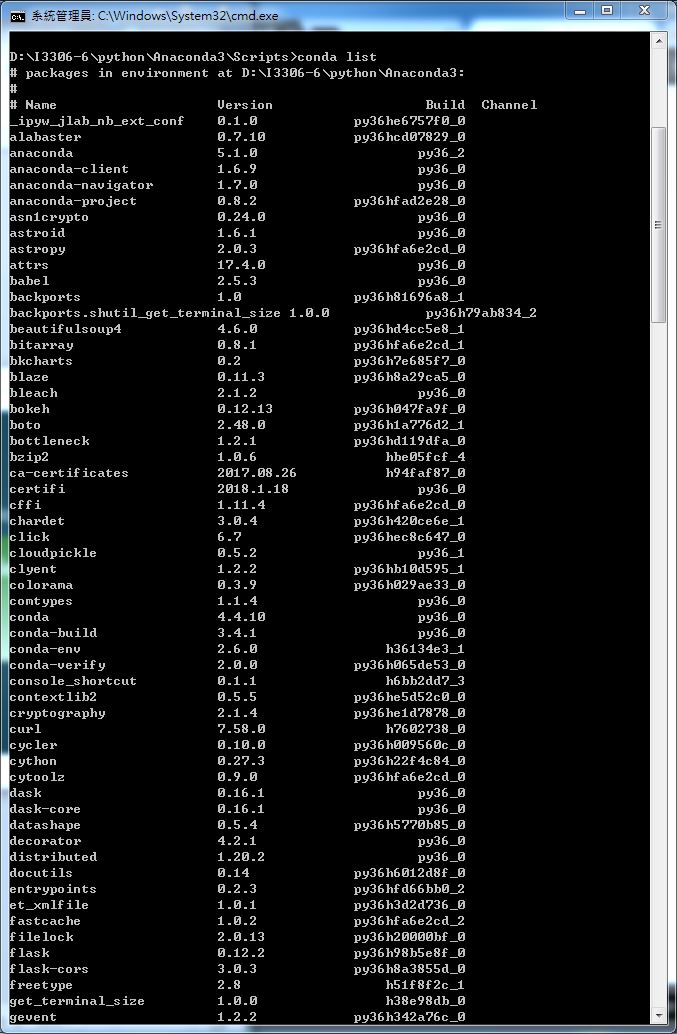 系統管理員: C:\Windows\System32\cmd.exe
D:\I3306-6\python\Anaconda3\Scripts>conda list
# packages in environment at D:\I3306-6\python\Anaconda3:
#
# Name Version Build Channel
_ipyw_jlab_nb_ext_conf 0.1.0 py36he6757f0_0
alabaster 0.7.10 py36hcd07829_0
anaconda 5.1.0 py36_2
anaconda-client 1.6.9 py36_0
anaconda-navigator 1.7.0 py36_0
anaconda-project 0.8.2 py36hfad2e28_0
asn1crypto 0.24.0 py36_0
astroid 1.6.1 py36_0
astropy 2.0.3 py36hfa6e2cd_0
attrs 17.4.0 py36_0
babel 2.5.3 py36_0
backports 1.0 py36h81696a8_1
backports.shutil_get_terminal_size 1.0.0 py36h79ab834_2
beautifulsoup4 4.6.0 py36hd4cc5e8_1
bitarray 0.8.1 py36hfa6e2cd_1
bkcharts 0.2 py36h7e685f7_0
blaze 0.11.3 py36h8a29ca5_0
bleach 2.1.2 py36_0
bokeh 0.12.13 py36h047fa9f_0
boto 2.48.0 py36h1a776d2_1
bottleneck 1.2.1 py36hd119dfa_0
bzip2 1.0.6 hbe05fcf_4
ca-certificates 2017.08.26 h94faf87_0
certifi 2018.1.18 py36_0
cffi 1.11.4 py36hfa6e2cd_0
chardet 3.0.4 py36h420ce6e_1
click 6.7 py36hec8c647_0
cloudpickle 0.5.2 py36_1
clyent 1.2.2 py36hb10d595_1
colorama 0.3.9 py36h029ae33_0
comtypes 1.1.4 py36_0
conda 4.4.10 py36_0
conda-build 3.4.1 py36_0
conda-env 2.6.0 h36134e3_1
conda-verify 2.0.0 py36h065de53_0
console_shortcut 0.1.1 h6bb2dd7_3
contextlib2 0.5.5 py36he5d52c0_0
cryptography 2.1.4 py36he1d7878_0
curl 7.58.0 h7602738_0
cycler 0.10.0 py36h009560c_0
cython 0.27.3 py36h22f4c84_0
cytoolz 0.9.0 py36hfa6e2cd_0
dask 0.16.1 py36_0
dask-core 0.16.1 py36_0
datashape 0.5.4 py36h5770b85_0
decorator 4.2.1 py36_0
distributed 1.20.2 py36_0
docutils 0.14 py36h6012d8f_0
entrypoints 0.2.3 py36hfd66bb0_2
et_xmlfile 1.0.1 py36h3d2d736_0
fastcache 1.0.2 py36hfa6e2cd_2
filelock 2.0.13 py36h20000bf_0
flask 0.12.2 py36h98b5e8f_0
flask-cors 3.0.3 py36h8a3855d_0
freetype 2.8 h51f8f2c_1
get_terminal_size 1.0.0 h38e98db_0
gevent 1.2.2 py36h342a76c_0